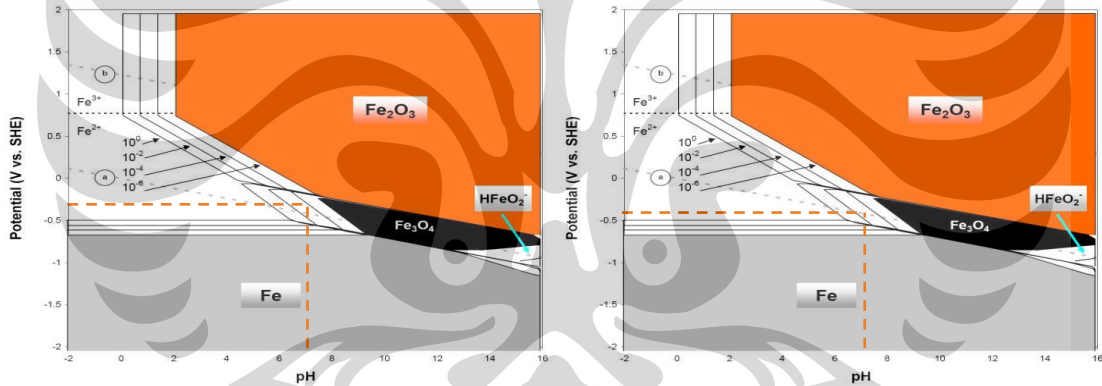 2
1.5
1
0.5
0
-0.5
-1
-1.5
-2
-2
0
2
4
6
8
10
12
14
16
Potential (V vs. SHE)
pH
b
Fe³⁺
Fe²⁺
a
10⁰
10⁻²
10⁻⁴
10⁻⁶
Fe₂O₃
HFeO₂⁻
Fe₃O₄
Fe
2
1.5
1
0.5
0
-0.5
-1
-1.5
-2
-2
0
2
4
6
8
10
12
14
16
Potential (V vs. SHE)
pH
b
Fe³⁺
Fe²⁺
a
10⁰
10⁻²
10⁻⁴
10⁻⁶
Fe₂O₃
HFeO₂⁻
Fe₃O₄
Fe